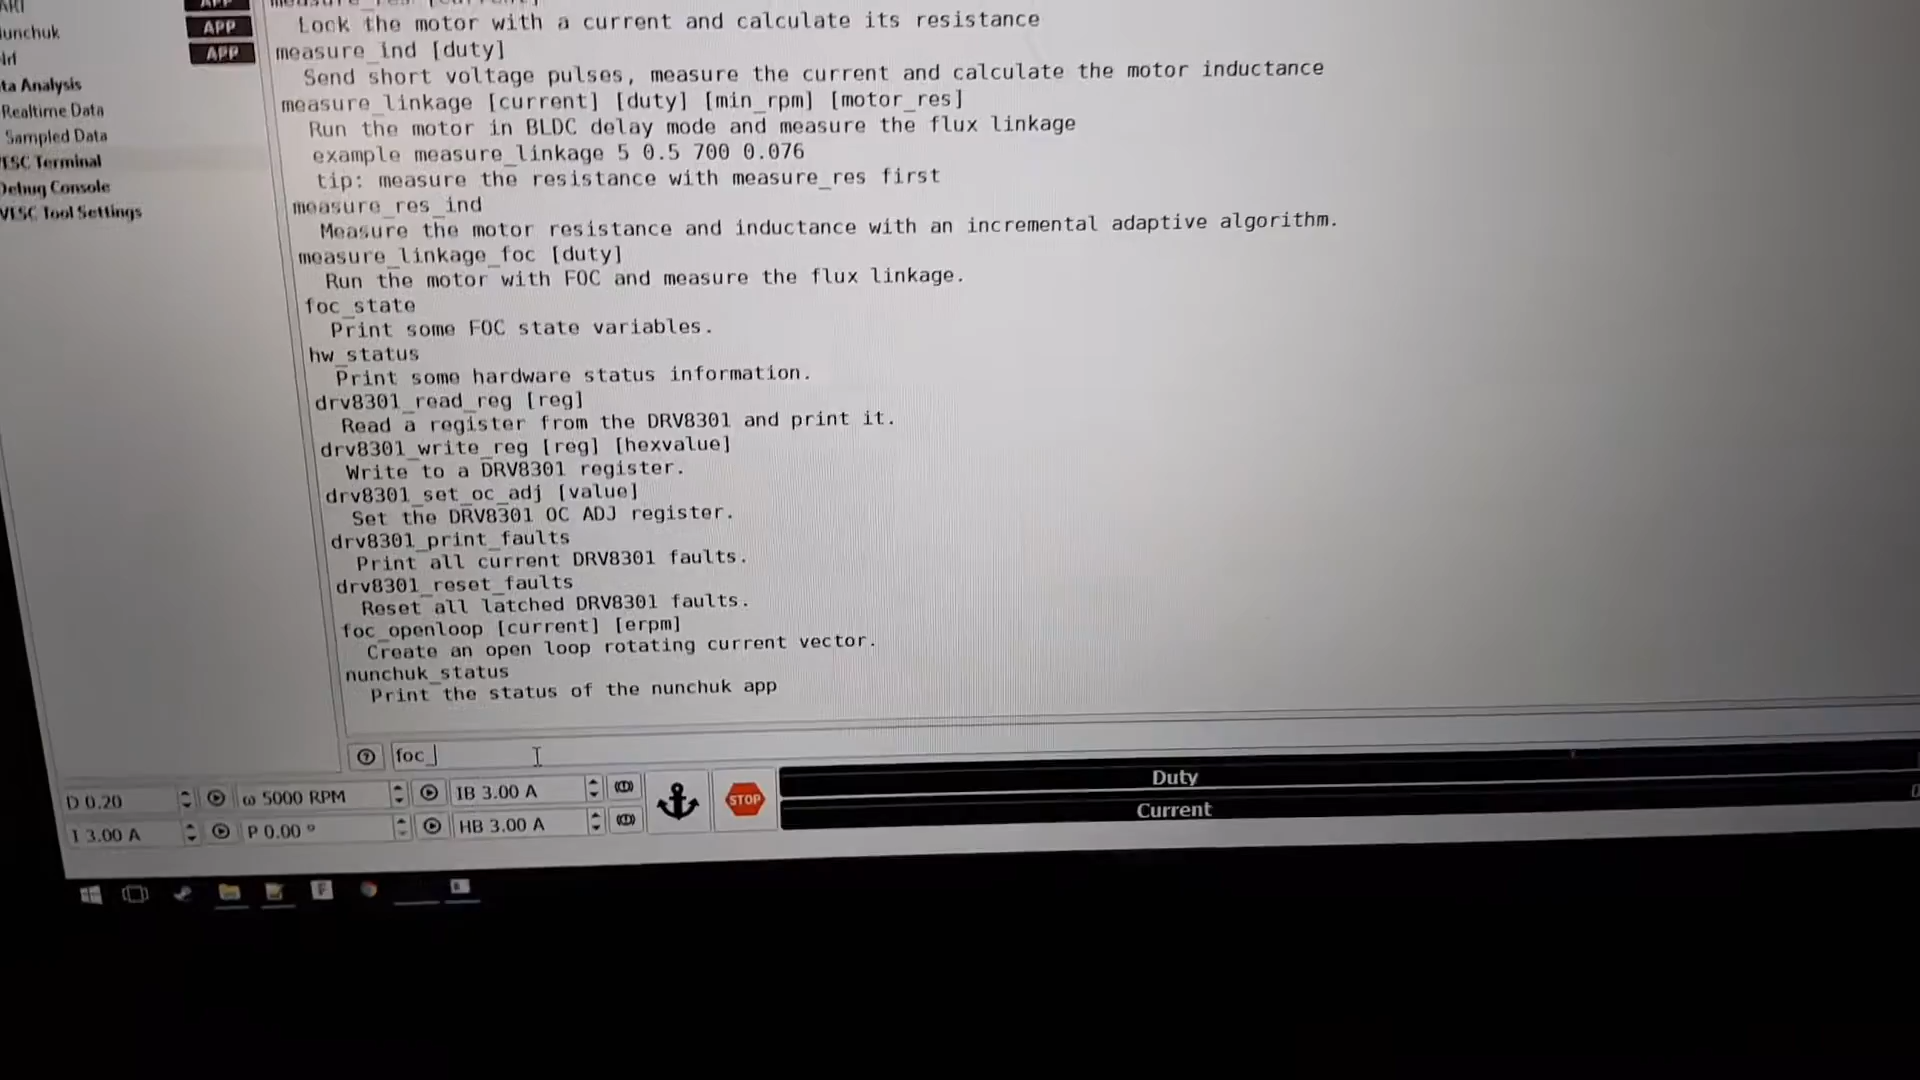 unchuk
APP
APP
ta Analysis
Realtime Data
Sampled Data
VESC Terminal
Debug Console
VESC Tool Settings
Lock the motor with a current and calculate its resistance
measure_ind [duty]
Send short voltage pulses, measure the current and calculate the motor inductance
measure_linkage [current] [duty] [min_rpm] [motor_res]
Run the motor in BLDC delay mode and measure the flux linkage
example measure_linkage 5 0.5 700 0.076
tip: measure the resistance with measure_res first
measure_res_ind
Measure the motor resistance and inductance with an incremental adaptive algorithm.
measure_linkage_foc [duty]
Run the motor with FOC and measure the flux linkage.
foc_state
Print some FOC state variables.
hw_status
Print some hardware status information.
drv8301_read_reg [reg]
Read a register from the DRV8301 and print it.
drv8301_write_reg [reg] [hexvalue]
Write to a DRV8301 register.
drv8301_set_oc_adj [value]
Set the DRV8301 OC ADJ register.
drv8301_print_faults
Print all current DRV8301 faults.
drv8301_reset_faults
Reset all latched DRV8301 faults.
foc_openloop [current] [erpm]
Create an open loop rotating current vector.
nunchuk_status
Print the status of the nunchuk app
foc_
D 0.20
ω 5000 RPM
IB 3.00 A
I 3.00 A
P 0.00 °
HB 3.00 A
STOP
Duty
Current